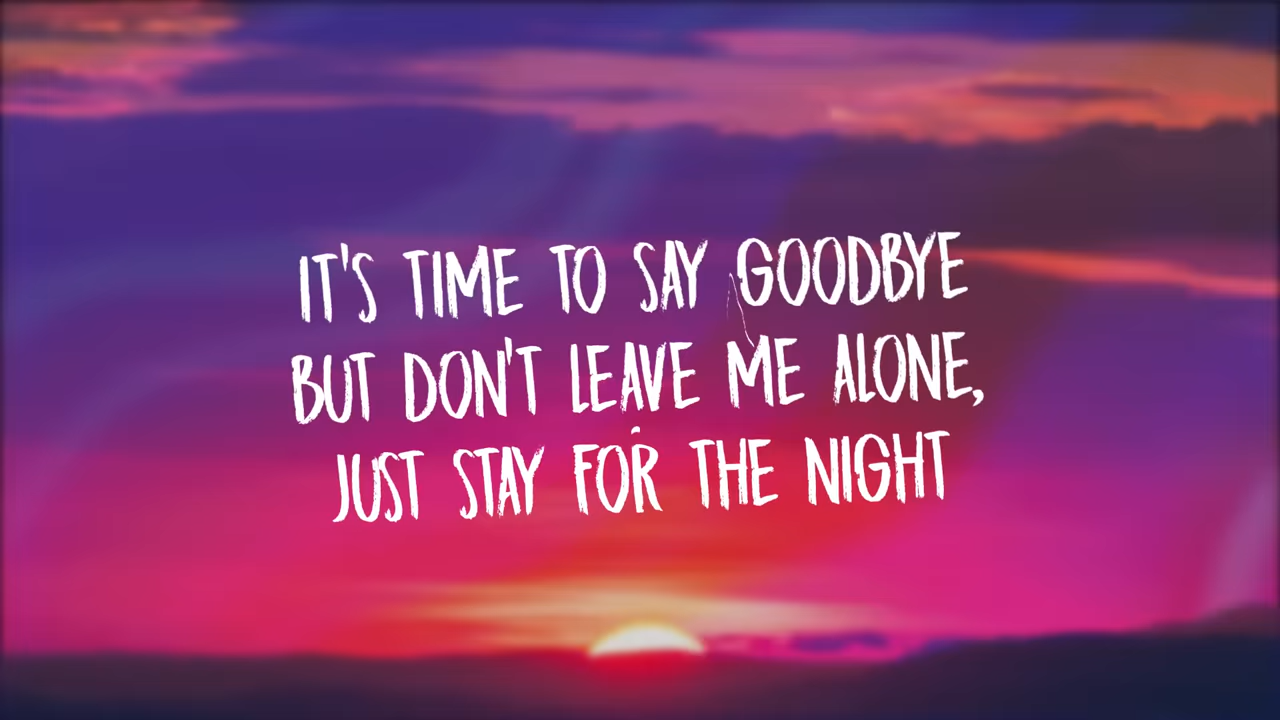 IT'S TIME TO SAY GOODBYE
BUT DON'T LEAVE ME ALONE,
JUST STAY FOR THE NIGHT